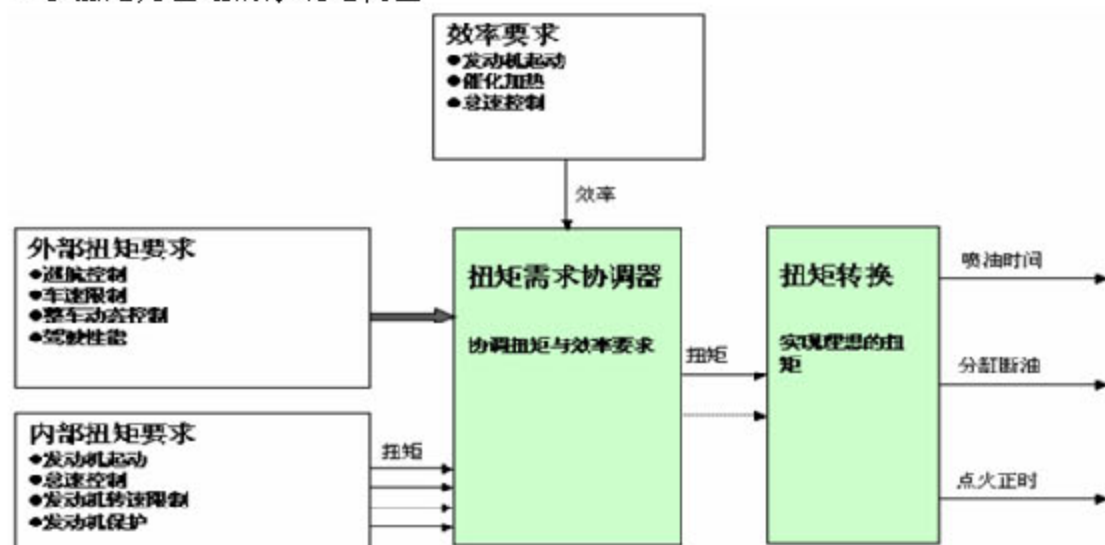 效率要求
●发动机起动
●催化加热
●怠速控制
效率
外部扭矩要求
●巡航控制
●车速限制
●整车动态控制
●驾驶性能
扭矩需求协调器
协调扭矩与效率要求
扭矩
扭矩转换
实现理想的扭
矩
喷油时间
分缸断油
点火正时
内部扭矩要求
●发动机起动
●怠速控制
●发动机转速限制
●发动机保护
扭矩